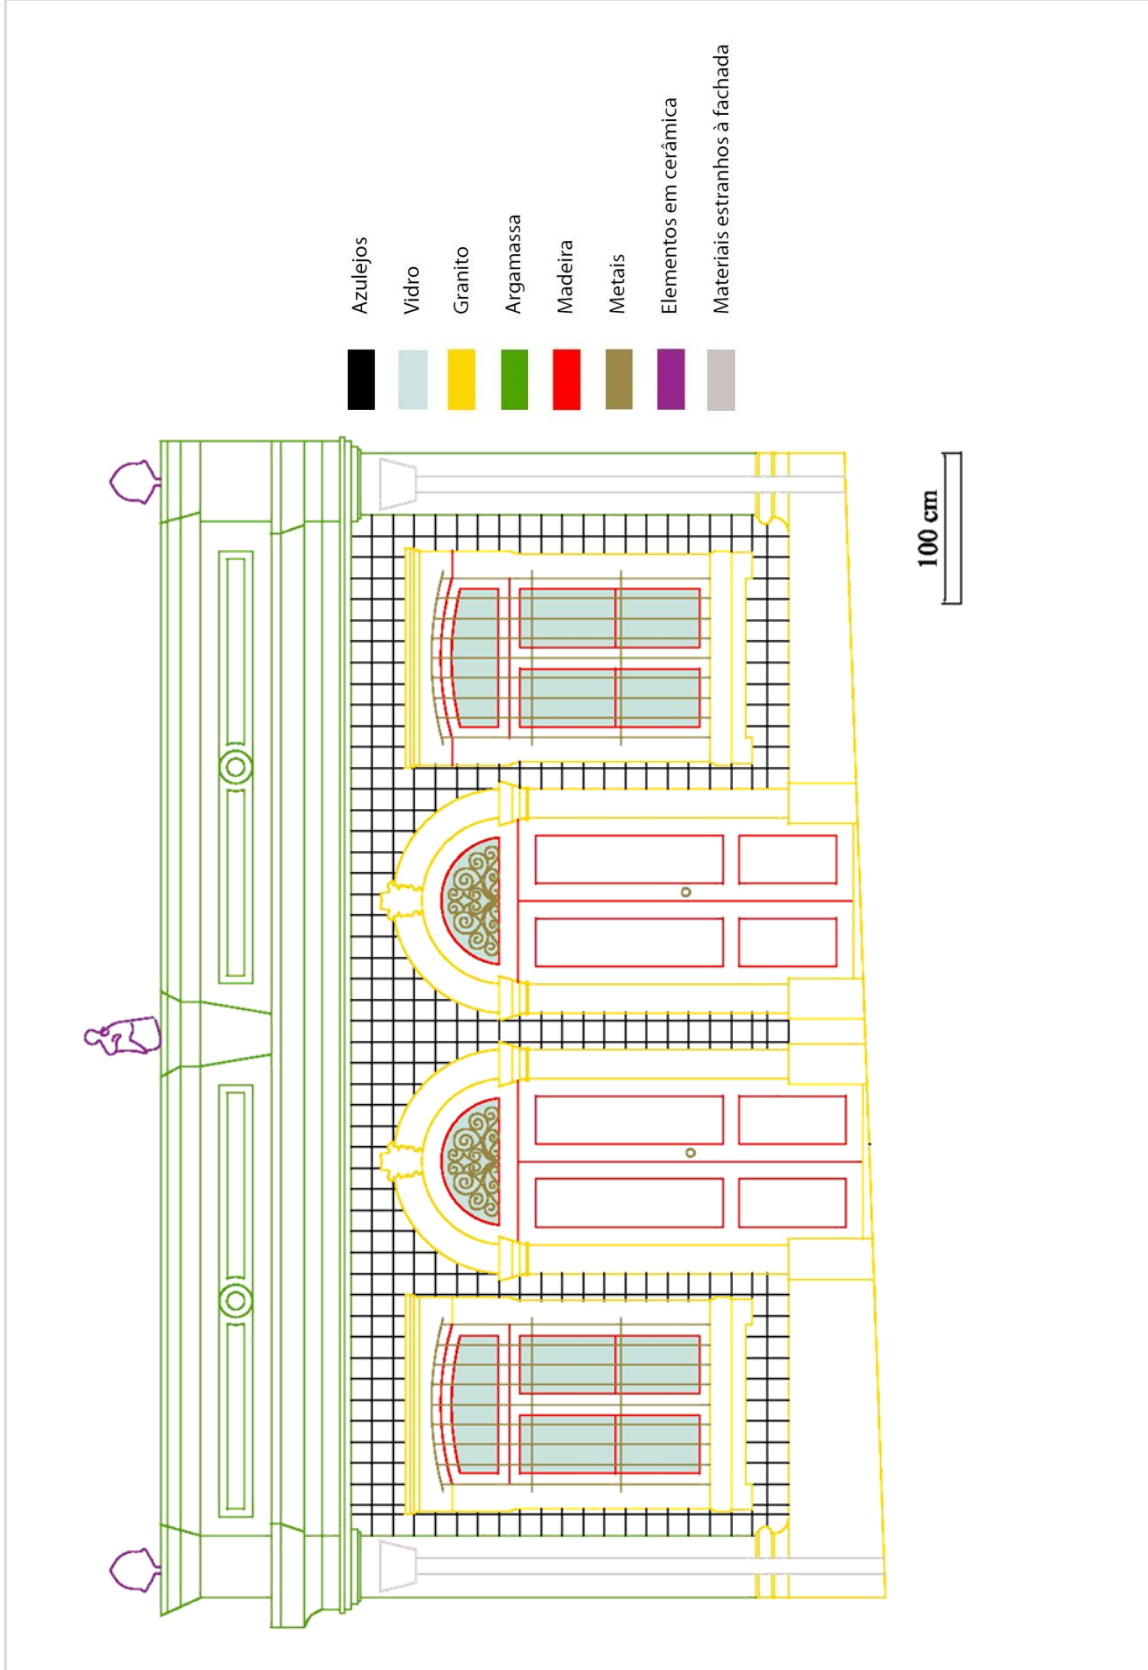 Azulejos
Vidro
Granito
Argamassa
Madeira
Metais
Elementos em cerâmica
Materiais estranhos à fachada
100 cm